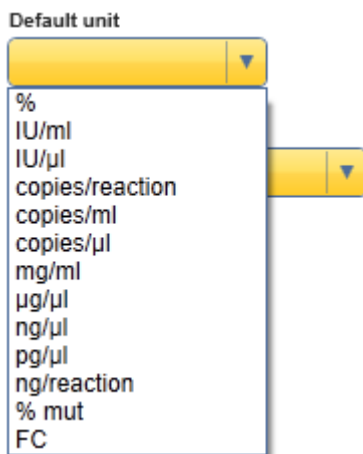 Default unit
%
IU/ml
IU/µl
copies/reaction
copies/ml
copies/µl
mg/ml
µg/µl
ng/µl
pg/µl
ng/reaction
% mut
FC